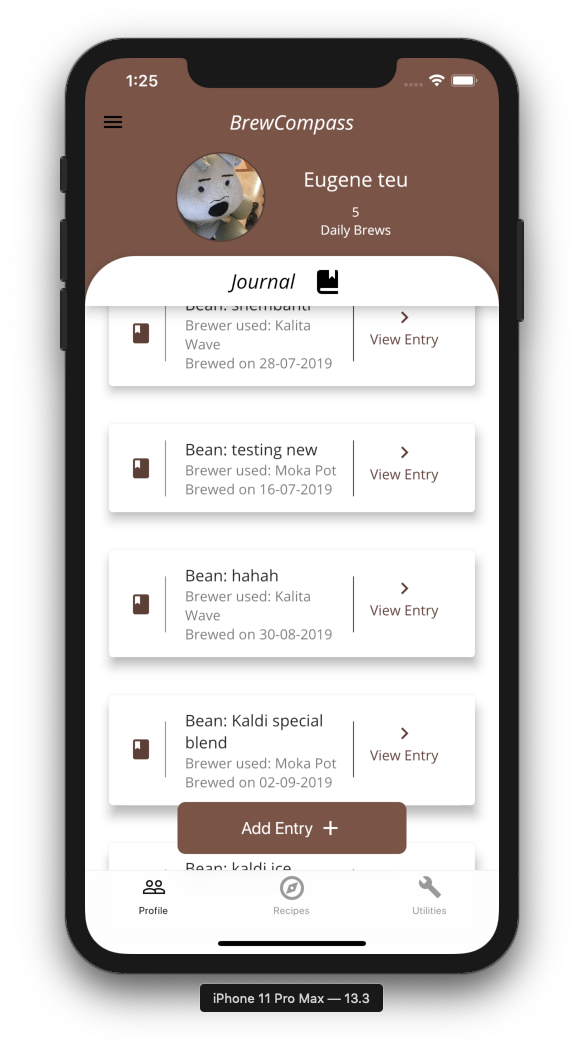 1:25
BrewCompass
Eugene teu
5
Daily Brews
Journal
Bean: shembanti
Brewer used: Kalita
Wave
Brewed on 28-07-2019
View Entry
Bean: testing new
Brewer used: Moka Pot
Brewed on 16-07-2019
View Entry
Bean: hahah
Brewer used: Kalita
Wave
Brewed on 30-08-2019
View Entry
Bean: Kaldi special
blend
Brewer used: Moka Pot
Brewed on 02-09-2019
View Entry
Add Entry +
Bean: kaldi ice
Profile
Recipes
Utilities
iPhone 11 Pro Max — 13.3